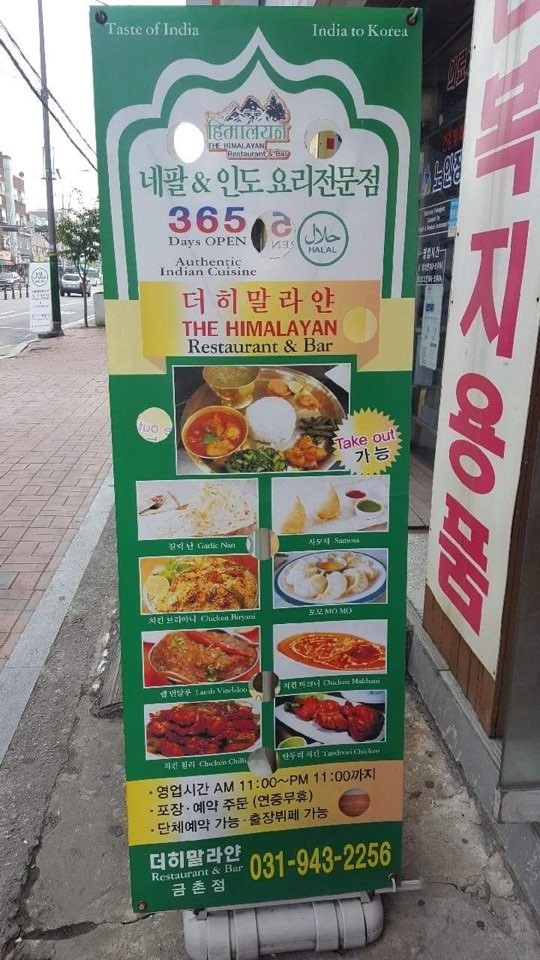 Taste of India
India to Korea
हिमालयन
THE HIMALAYAN
Restaurant & Bar
네팔 & 인도 요리전문점
365
Days OPEN
حلال
HALAL
Authentic
Indian Cuisine
더 히말라얀
THE HIMALAYAN
Restaurant & Bar
Take out
가능
갈릭 난 Garlic Nan
사모사 Samosa
치킨 브리아니 Chicken Biryani
모모 MO MO
램 빈달루 Lamb Vindaloo
치킨 마크니 Chicken Makhani
치킨 칠리 Chicken Chilli
탄두리 치킨 Tandoori Chicken
· 영업시간 AM 11:00~PM 11:00까지
· 포장 · 예약 주문 (연중무휴)
· 단체예약 가능 · 출장뷔페 가능
더히말라얀
Restaurant & Bar
금촌점
031-943-2256
복지용품